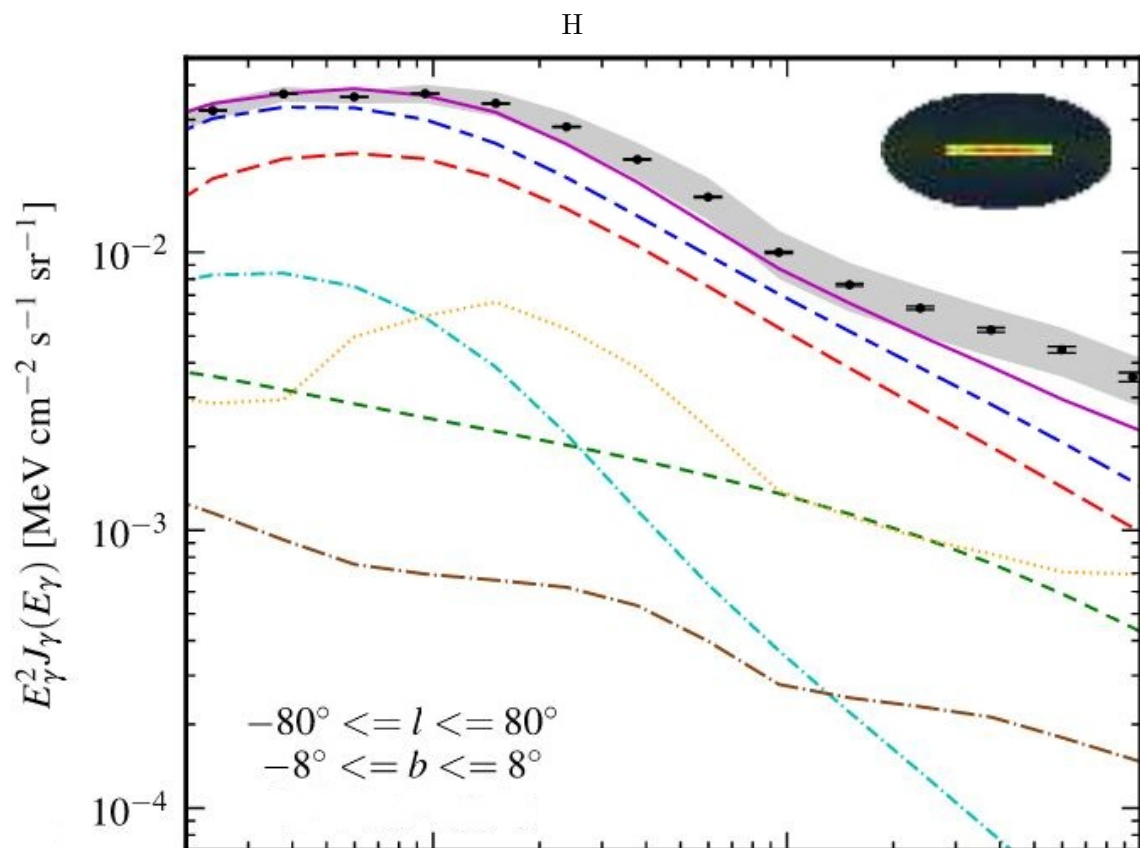 H
E_γ^2 J_γ(E_γ) [MeV cm^−2 s^−1 sr^−1]
10^−2
10^−3
10^−4
−80° <= l <= 80°
−8° <= b <= 8°